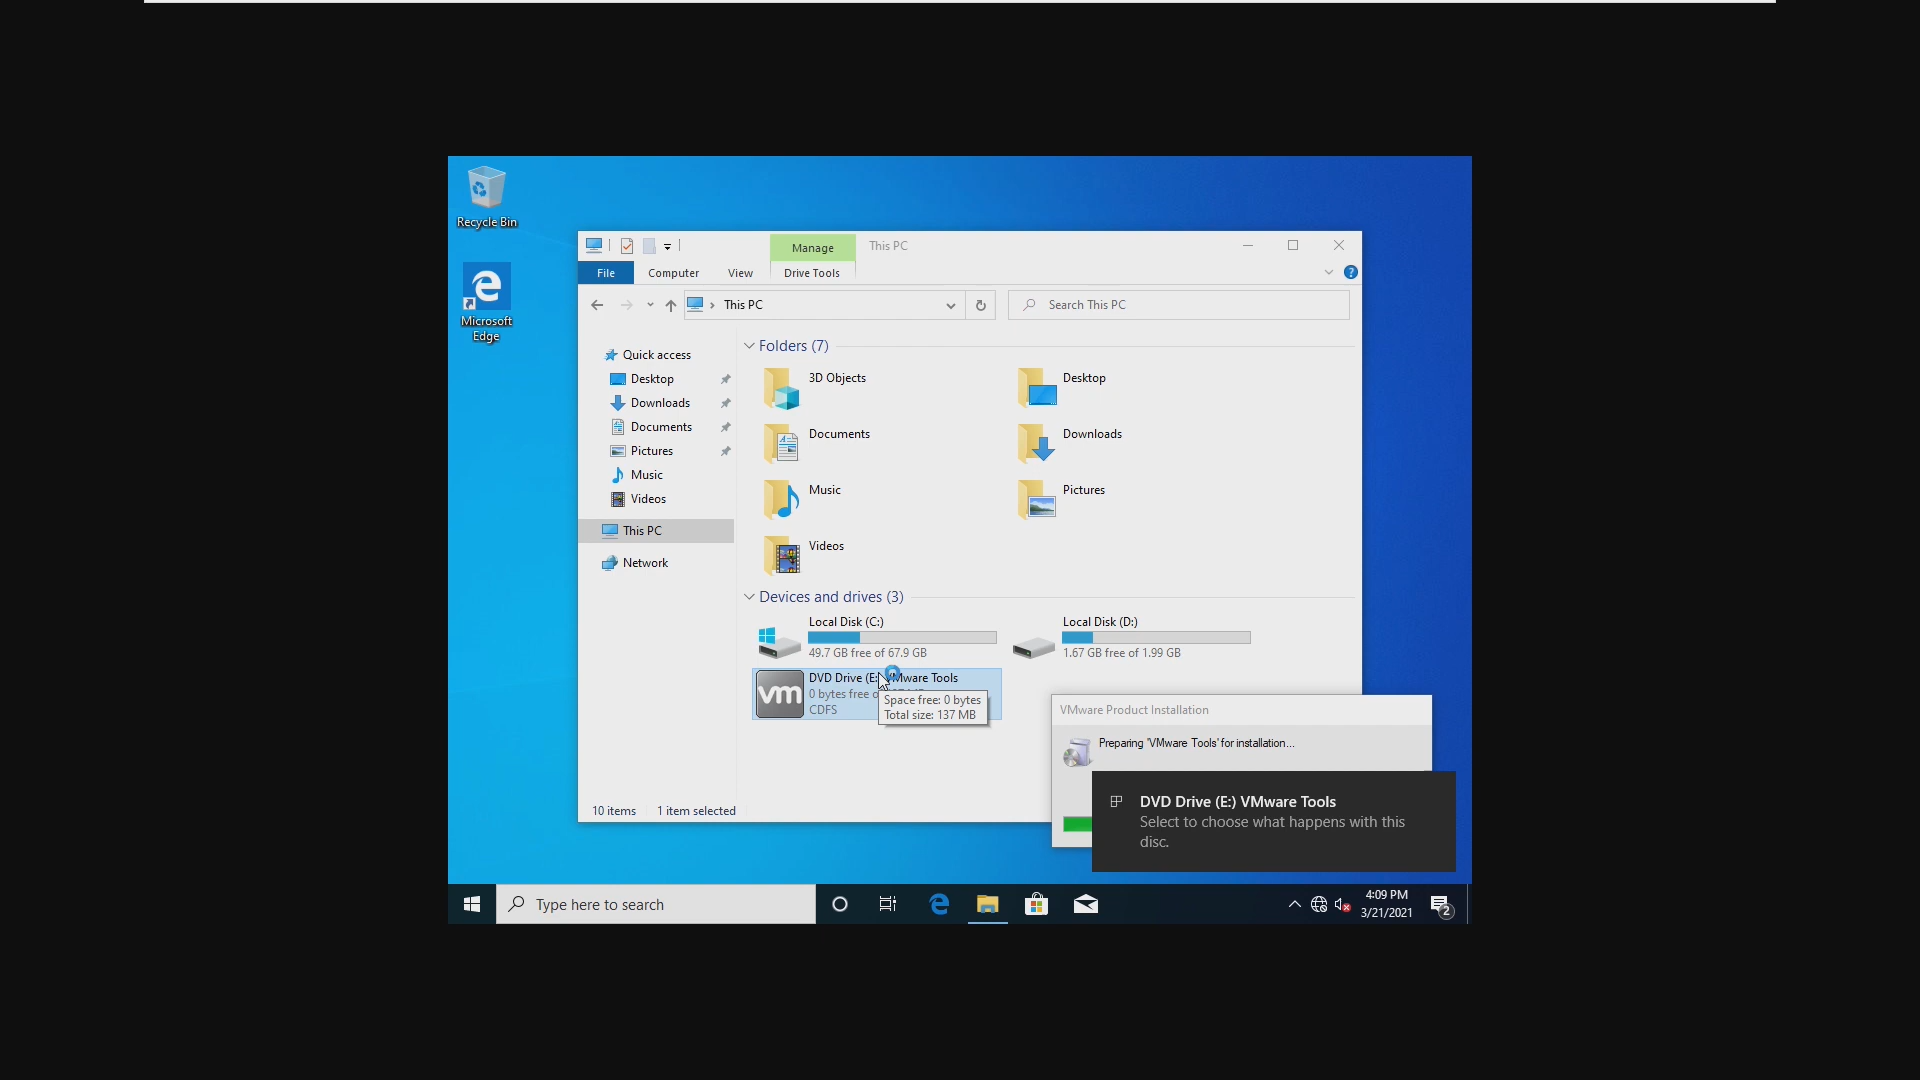 Recycle Bin
Microsoft
Edge
Manage
This PC
File
Computer
View
Drive Tools
This PC
Search This PC
Quick access
Desktop
Downloads
Documents
Pictures
Music
Videos
This PC
Network
Folders (7)
3D Objects
Desktop
Documents
Downloads
Music
Pictures
Videos
Devices and drives (3)
Local Disk (C:)
49.7 GB free of 67.9 GB
Local Disk (D:)
1.67 GB free of 1.99 GB
vm
DVD Drive (E:) VMware Tools
0 bytes free
CDFS
Space free: 0 bytes
Total size: 137 MB
10 items
1 item selected
VMware Product Installation
Preparing 'VMware Tools' for installation...
DVD Drive (E:) VMware Tools
Select to choose what happens with this
disc.
Type here to search
4:09 PM
3/21/2021
2